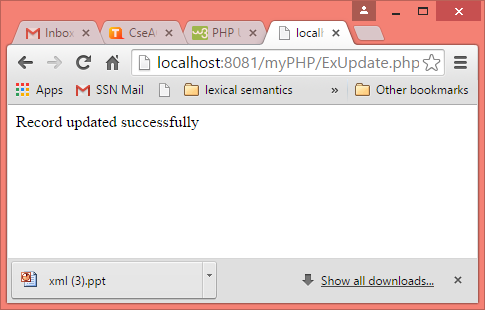 Inbox
CseA
PHP U
local
localhost:8081/myPHP/ExUpdate.php
Apps
SSN Mail
lexical semantics
»
Other bookmarks
Record updated successfully
xml (3).ppt
Show all downloads...